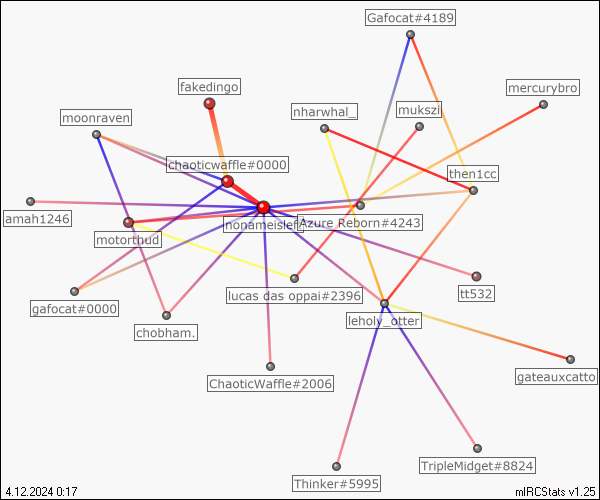 Gafocat#4189
fakedingo
mercurybro
nharwhal_
mukszi
moonraven
chaoticwaffle#0000
then1cc
amah1246
Azure Reborn#4243
motorthud
tt532
lucas das oppai#2396
gafocat#0000
leholy_otter
chobham.
gateauxcatto
ChaoticWaffle#2006
TripleMidget#8824
Thinker#5995
4.12.2024 0:17
mIRCStats v1.25